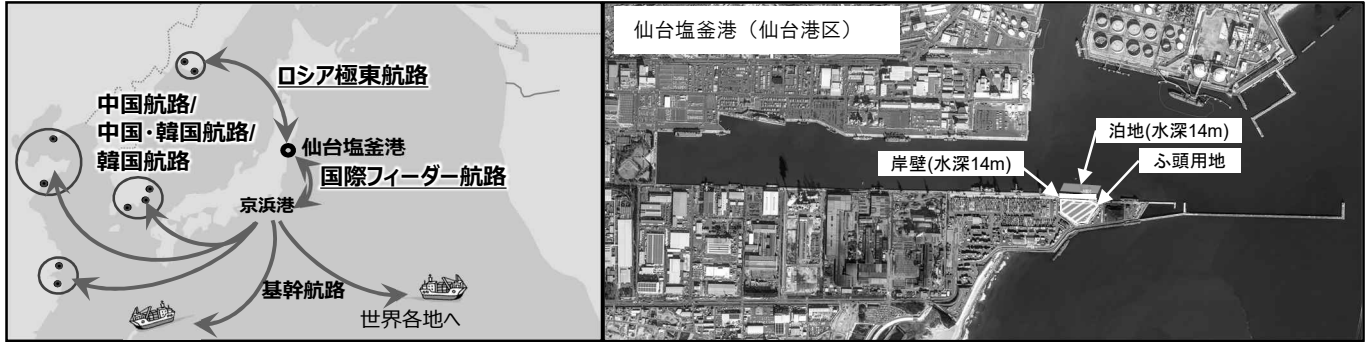 ロシア極東航路
中国航路/
中国・韓国航路/
韓国航路
仙台塩釜港
国際フィーダー航路
京浜港
基幹航路
世界各地へ
仙台塩釜港（仙台港区）
泊地(水深14m)
岸壁(水深14m)
ふ頭用地